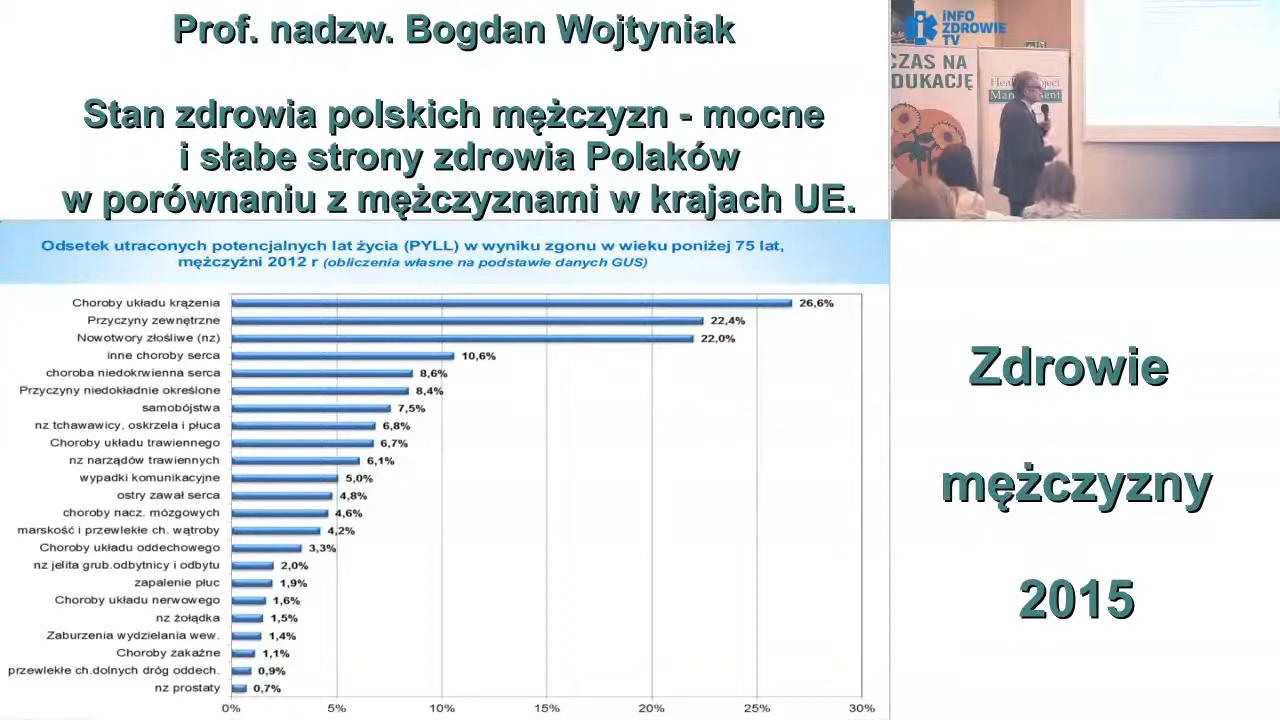 Prof. nadzw. Bogdan Wojtyniak
Stan zdrowia polskich mężczyzn - mocne
i słabe strony zdrowia Polaków
w porównaniu z mężczyznami w krajach UE.
iNFO
ZDROWIE
TV
CZAS NA
DUKACJĘ
Odsetek utraconych potencjalnych lat życia (PYLL) w wyniku zgonu w wieku poniżej 75 lat,
mężczyźni 2012 r (obliczenia własne na podstawie danych GUS)
Choroby układu krążenia 26,6%
Przyczyny zewnętrzne 22,4%
Nowotwory złośliwe (nz) 22,0%
inne choroby serca 10,6%
choroba niedokrwienna serca 8,6%
Przyczyny niedokładnie określone 8,4%
samobójstwa 7,5%
nz tchawawicy, oskrzela i płuca 6,8%
Choroby układu trawiennego 6,7%
nz narządów trawiennych 6,1%
wypadki komunikacyjne 5,0%
ostry zawał serca 4,8%
choroby nacz. mózgowych 4,6%
marskość i przewlekłe ch. wątroby 4,2%
Choroby układu oddechowego 3,3%
nz jelita grub.odbytnicy i odbytu 2,0%
zapalenie płuc 1,9%
Choroby układu nerwowego 1,6%
nz żołądka 1,5%
Zaburzenia wydzielania wew. 1,4%
Choroby zakaźne 1,1%
przewlekłe ch.dolnych dróg oddech. 0,9%
nz prostaty 0,7%
0% 5% 10% 15% 20% 25% 30%
Zdrowie
mężczyzny
2015